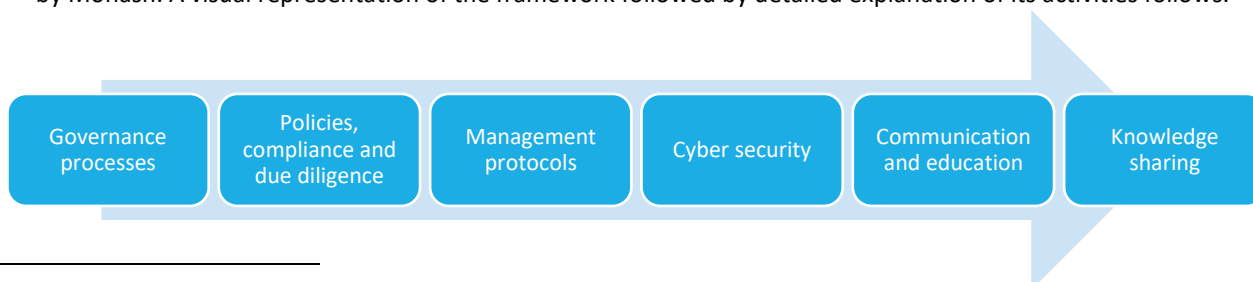 by Monash. A visual representation of the framework followed by detailed explanation of its activities follows.
Governance
processes
Policies,
compliance and
due diligence
Management
protocols
Cyber security
Communication
and education
Knowledge
sharing